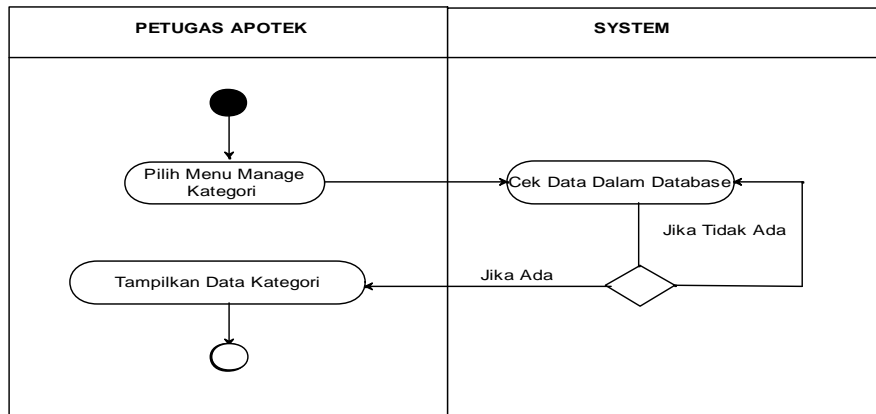 PETUGAS APOTEK
SYSTEM
Pilih Menu Manage
Kategori
Cek Data Dalam Database
Jika Tidak Ada
Jika Ada
Tampilkan Data Kategori